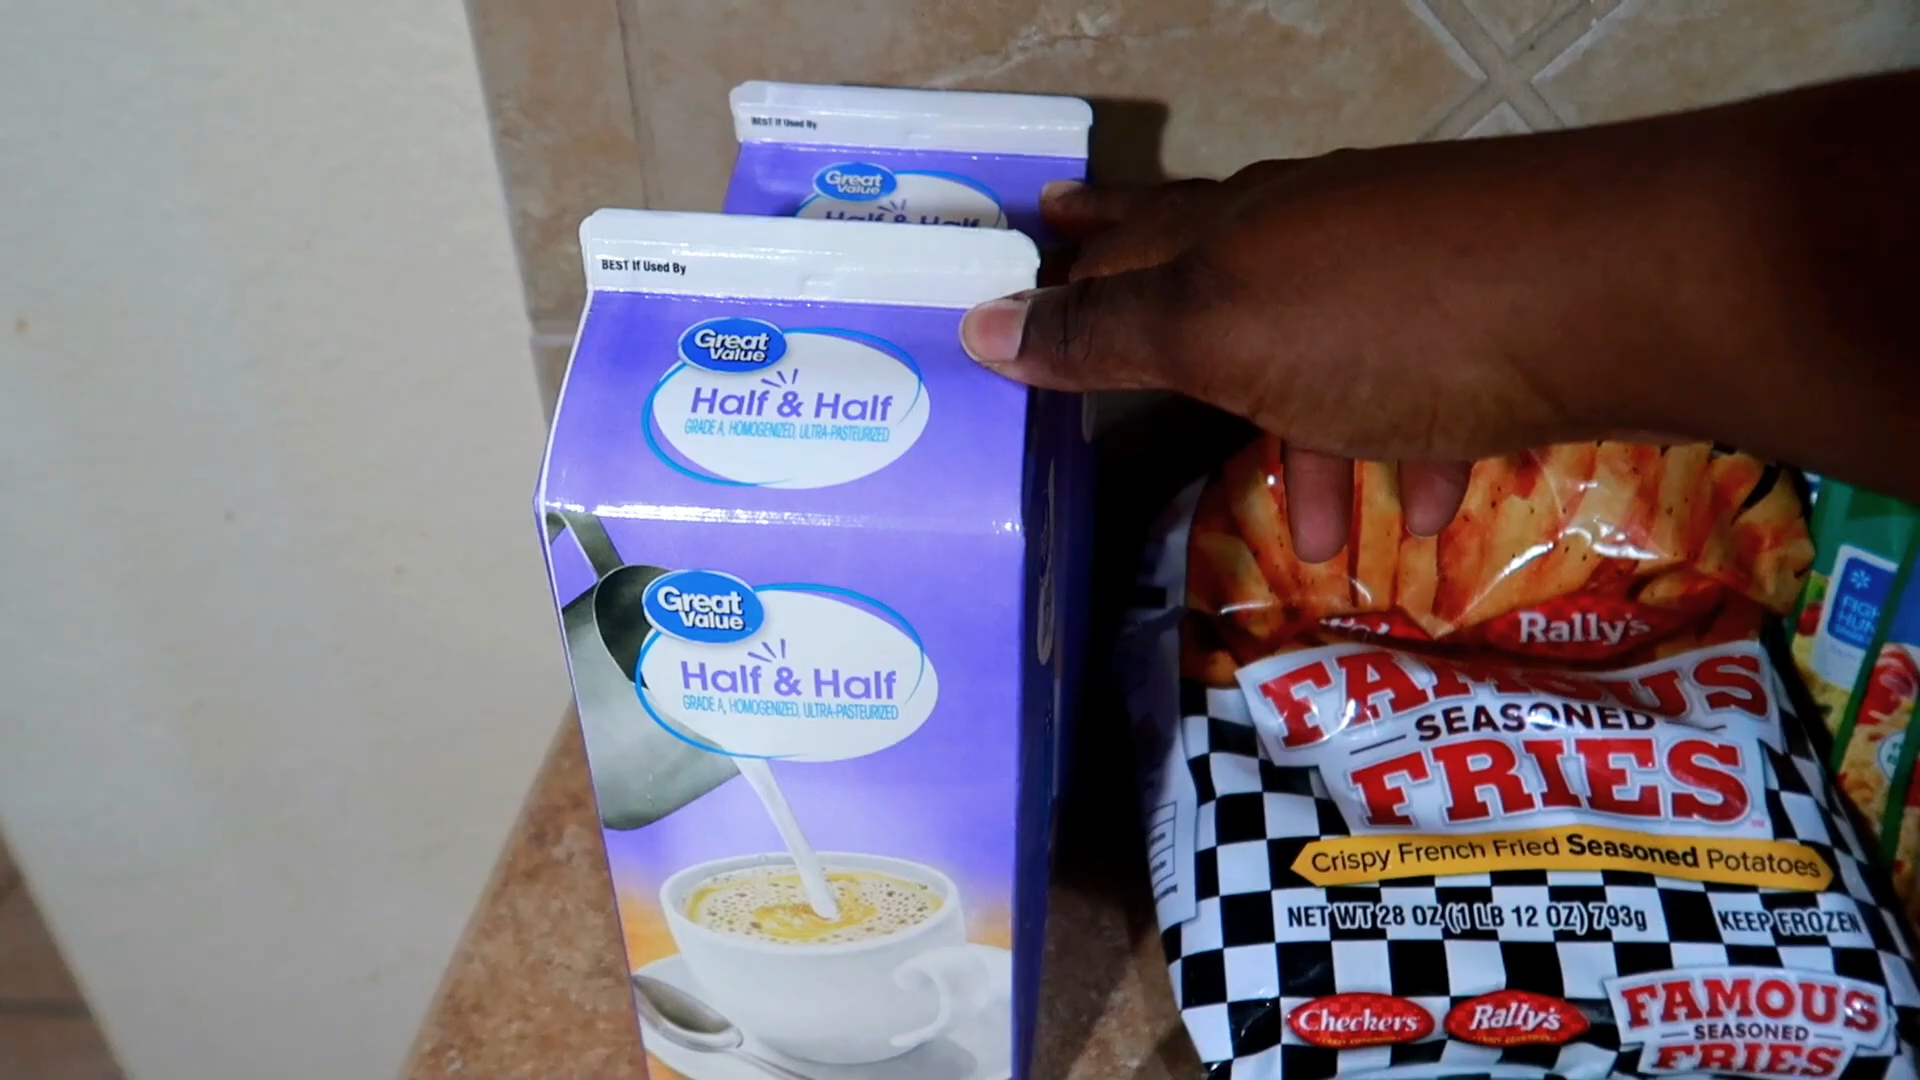 BEST If Used By
Great
Value
Half & Half
BEST If Used By
Great
Value
Half & Half
GRADE A, HOMOGENIZED, ULTRA-PASTEURIZED
Great
Value
Half & Half
GRADE A, HOMOGENIZED, ULTRA-PASTEURIZED
Rally's
FAMOUS
SEASONED
FRIES
Crispy French Fried Seasoned Potatoes
NET WT 28 OZ (1 LB 12 OZ) 793g
KEEP FROZEN
Checkers
Rally's
FAMOUS
SEASONED
FRIES